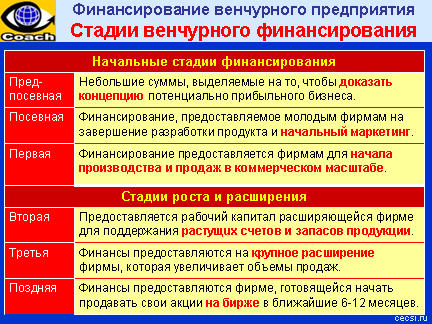 Coach
Финансирование венчурного предприятия
Стадии венчурного финансирования
Начальные стадии финансирования
Пред-
посевная
Небольшие суммы, выделяемые на то, чтобы доказать
концепцию потенциально прибыльного бизнеса.
Посевная
Финансирование, предоставляемое молодым фирмам на
завершение разработки продукта и начальный маркетинг.
Первая
Финансирование предоставляется фирмам для начала
производства и продаж в коммерческом масштабе.
Стадии роста и расширения
Вторая
Предоставляется рабочий капитал расширяющейся фирме
для поддержания растущих счетов и запасов продукции.
Третья
Финансы предоставляются на крупное расширение
фирмы, которая увеличивает объемы продаж.
Поздняя
Финансы предоставляются фирме, готовящейся начать
продавать свои акции на бирже в ближайшие 6-12 месяцев.
cecsi.ru